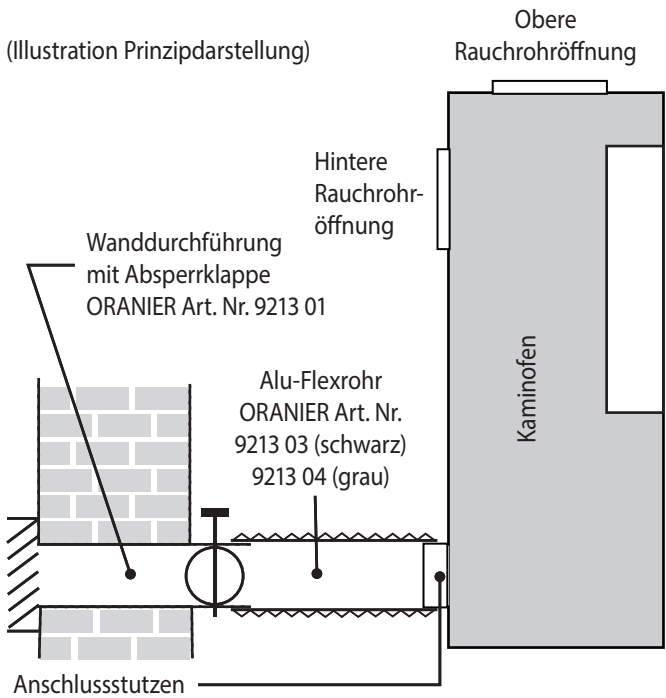 (Illustration Prinzipdarstellung)
Obere
Rauchrohröffnung
Hintere
Rauchrohr-
öffnung
Wanddurchführung
mit Absperrklappe
ORANIER Art. Nr. 9213 01
Alu-Flexrohr
ORANIER Art. Nr.
9213 03 (schwarz)
9213 04 (grau)
Kaminofen
Anschlussstutzen